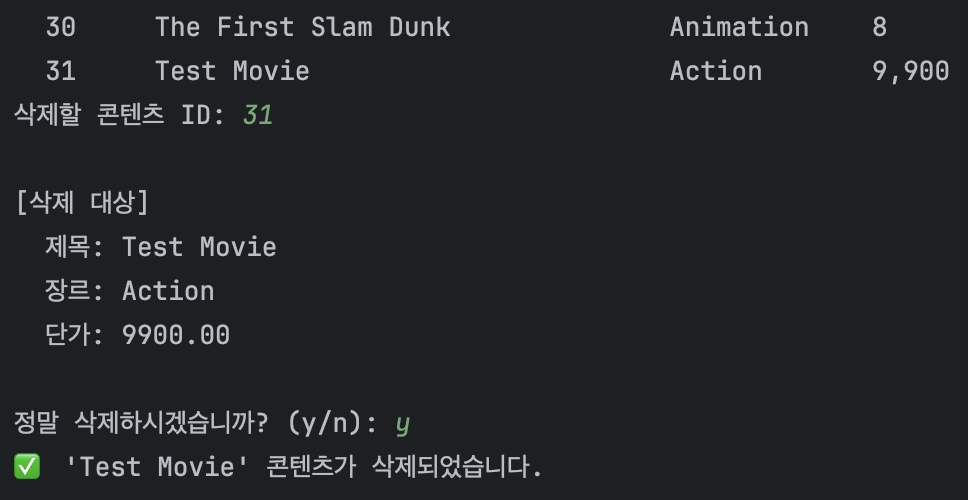 30 The First Slam Dunk Animation 8
31 Test Movie Action 9,900
삭제할 콘텐츠 ID: 31
[삭제 대상]
제목: Test Movie
장르: Action
단가: 9900.00
정말 삭제하시겠습니까? (y/n): y
✅ 'Test Movie' 콘텐츠가 삭제되었습니다.